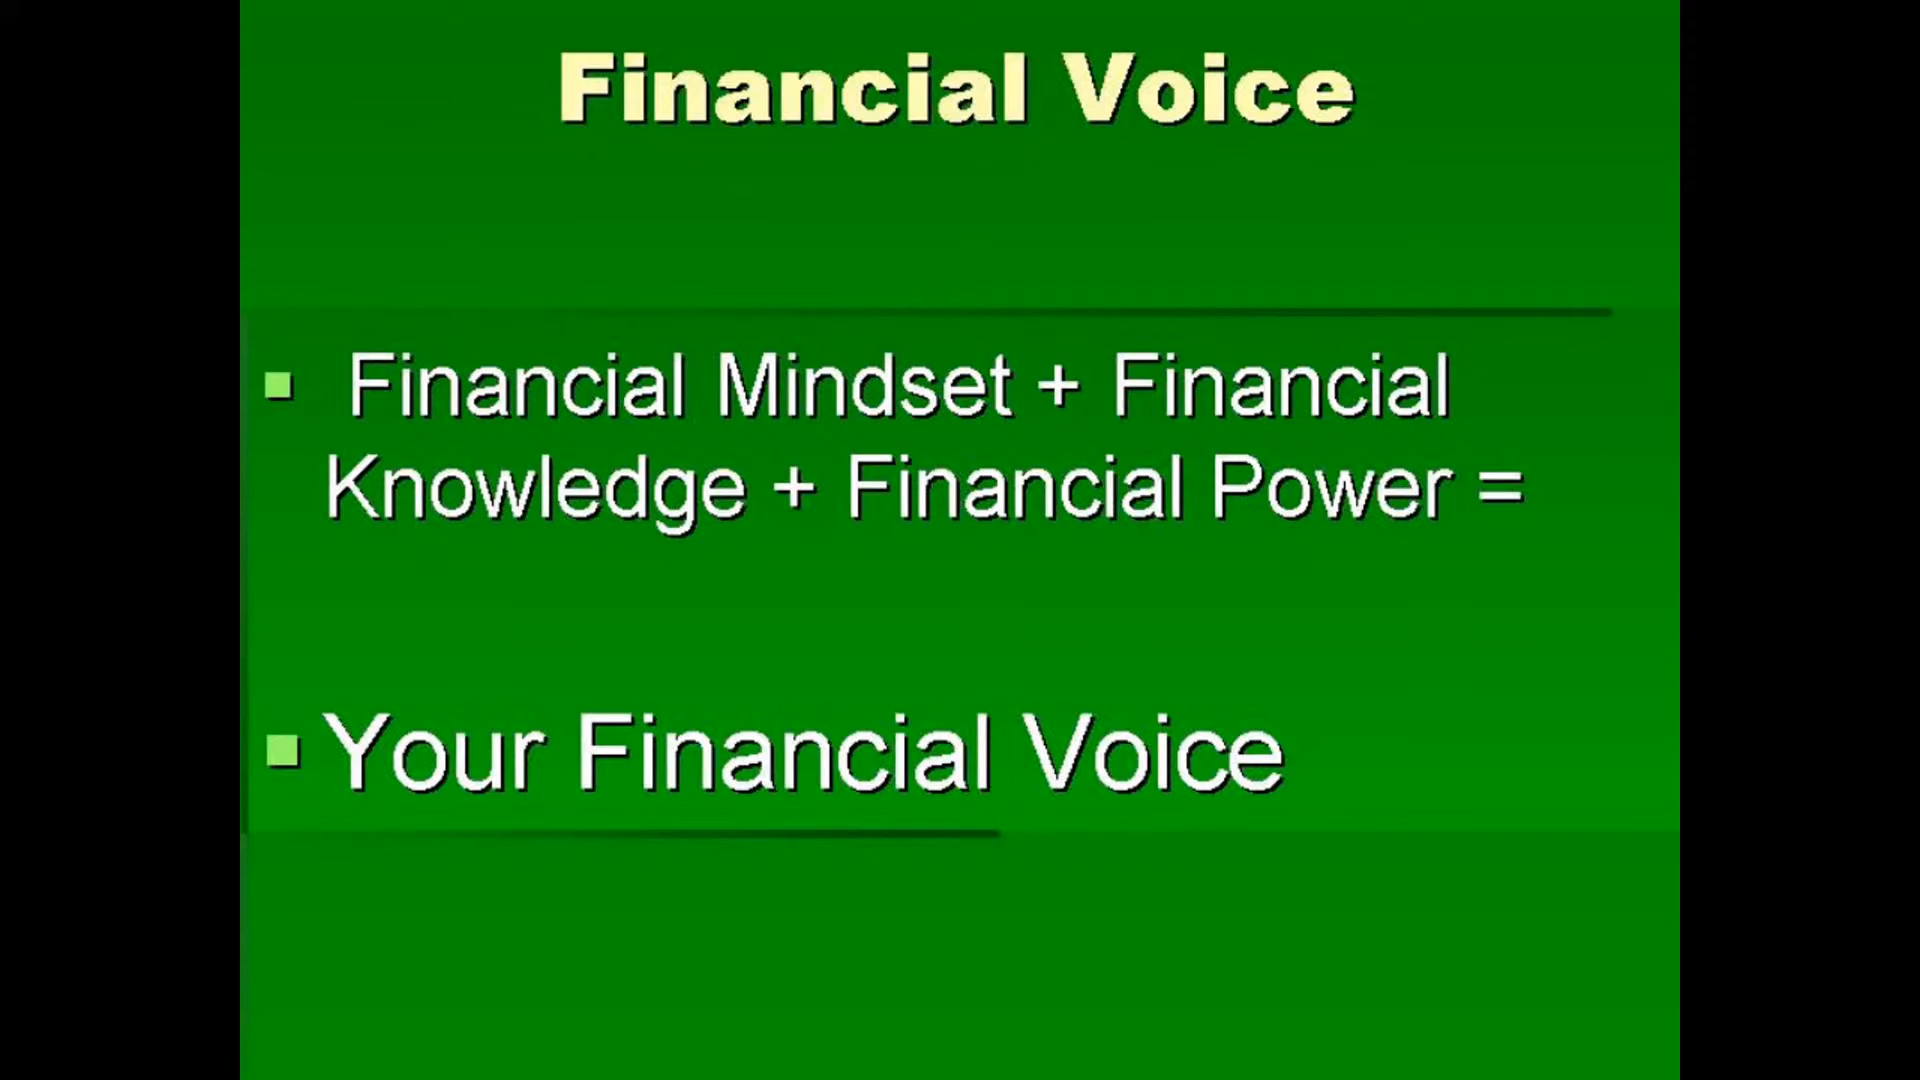 Financial Voice
Financial Mindset + Financial
Knowledge + Financial Power =
Your Financial Voice